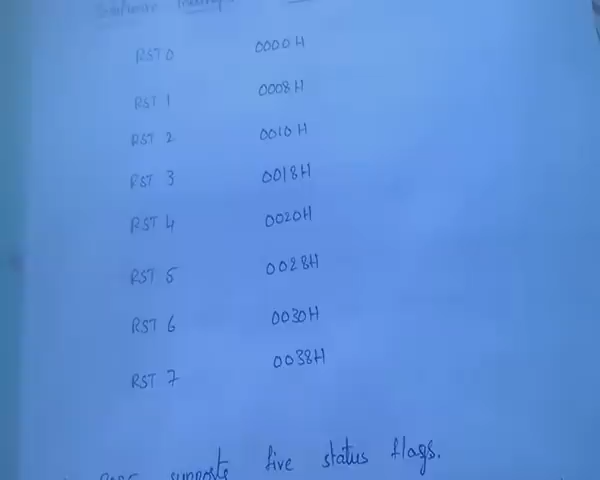 Software
RST 0 0000H
RST 1 0008H
RST 2 0010H
RST 3 0018H
RST 4 0020H
RST 5 0028H
RST 6 0030H
RST 7 0038H
supports five status flags.